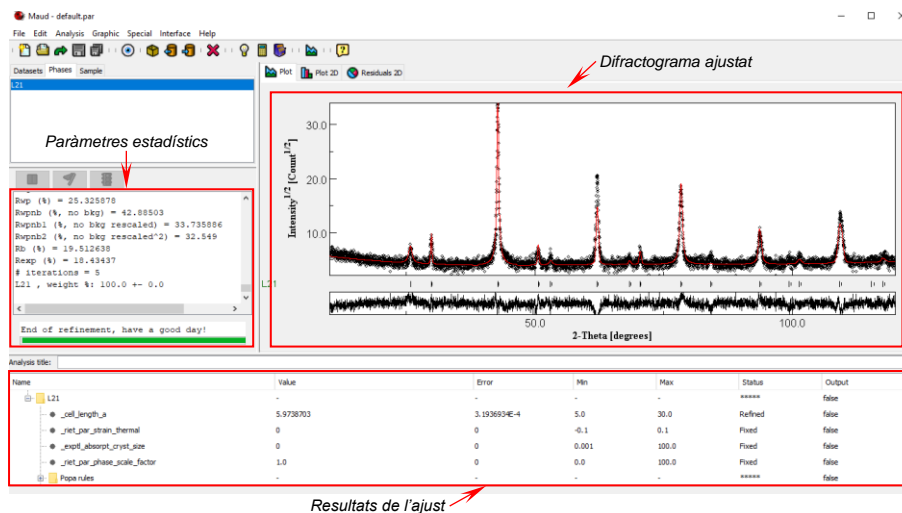 Maud - default.par
File Edit Analysis Graphic Special Interface Help
Datasets Phases Sample
L21
Plot Plot 2D Residuals 2D
Difractograma ajustat
Paràmetres estadístics
Rwp (%) = 25.325878
Rwpnb (%, no bkg) = 42.88503
Rwpnb1 (%, no bkg rescaled) = 33.735886
Rwpnb2 (%, no bkg rescaled^2) = 32.549
Rb (%) = 19.512638
Rexp (%) = 18.43437
# iterations = 5
L21 , weight %: 100.0 +- 0.0
End of refinement, have a good day!
Intensity1/2 [Count1/2]
30.0
20.0
10.0
L21
50.0 100.0
2-Theta [degrees]
Analysis title:
Name Value Error Min Max Status Output
L21 - - - - ***** false
_cell_length_a 5.9738703 3.1936934E-4 5.0 30.0 Refined false
_riet_par_strain_thermal 0 0 -0.1 0.1 Fixed false
_exptl_absorpt_cryst_size 0 0 0.001 100.0 Fixed false
_riet_par_phase_scale_factor 1.0 0 0.0 100.0 Fixed false
Popa rules - - - - ***** false
Resultats de l'ajust